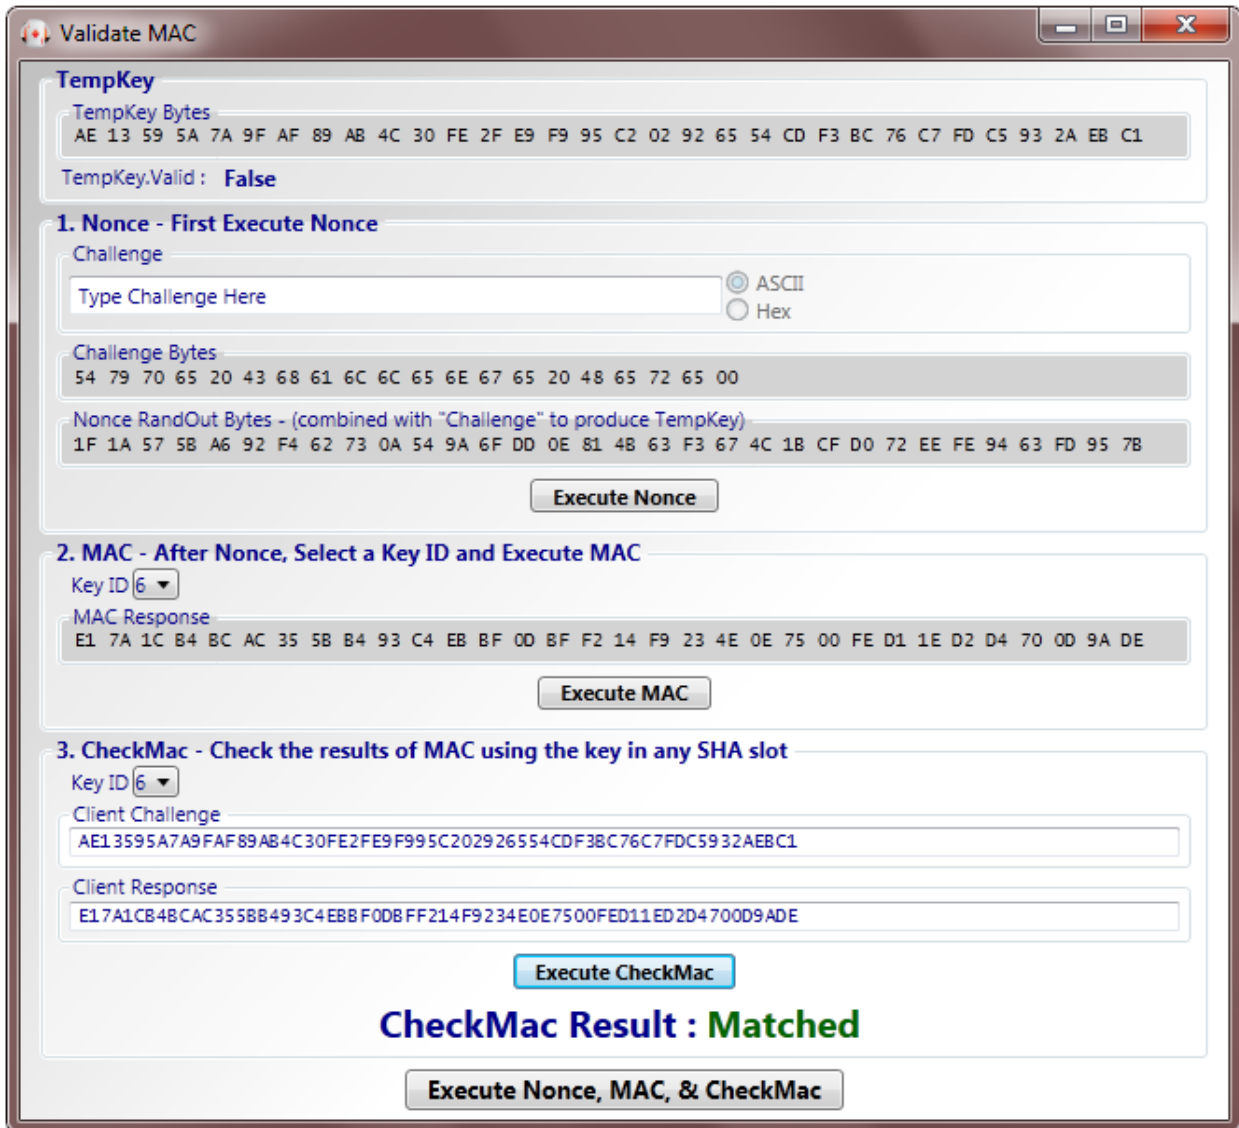 Validate MAC
TempKey
TempKey Bytes
AE 13 59 5A 7A 9F AF 89 AB 4C 30 FE 2F E9 F9 95 C2 02 92 65 54 CD F3 BC 76 C7 FD C5 93 2A EB C1
TempKey.Valid : False
1. Nonce - First Execute Nonce
Challenge
Type Challenge Here
ASCII
Hex
Challenge Bytes
54 79 70 65 20 43 68 61 6C 6C 65 6E 67 65 20 48 65 72 65 00
Nonce RandOut Bytes - (combined with "Challenge" to produce TempKey)
1F 1A 57 5B A6 92 F4 62 73 0A 54 9A 6F DD 0E 81 4B 63 F3 67 4C 1B CF D0 72 EE FE 94 63 FD 95 7B
Execute Nonce
2. MAC - After Nonce, Select a Key ID and Execute MAC
Key ID 6
MAC Response
E1 7A 1C B4 BC AC 35 5B B4 93 C4 EB BF 0D BF F2 14 F9 23 4E 0E 75 00 FE D1 1E D2 D4 70 0D 9A DE
Execute MAC
3. CheckMac - Check the results of MAC using the key in any SHA slot
Key ID 6
Client Challenge
AE13595A7A9FAF89AB4C30FE2FE9F995C202926554CDF3BC76C7FDC5932AEBC1
Client Response
E17A1CB4BCAC355BB493C4EBBF0DBFF214F9234E0E7500FED11ED2D4700D9ADE
Execute CheckMac
CheckMac Result : Matched
Execute Nonce, MAC, & CheckMac